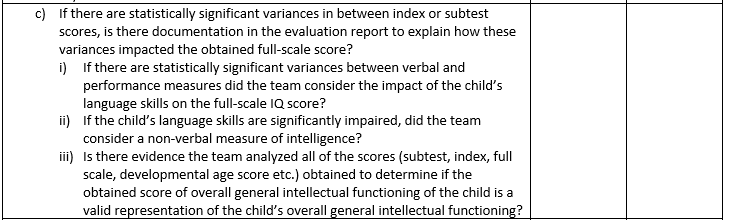 c) If there are statistically significant variances in between index or subtest
scores, is there documentation in the evaluation report to explain how these
variances impacted the obtained full-scale score?
i) If there are statistically significant variances between verbal and
performance measures did the team consider the impact of the child's
language skills on the full-scale IQ score?
ii) If the child's language skills are significantly impaired, did the team
consider a non-verbal measure of intelligence?
iii) Is there evidence the team analyzed all of the scores (subtest, index, full
scale, developmental age score etc.) obtained to determine if the
obtained score of overall general intellectual functioning of the child is a
valid representation of the child's overall general intellectual functioning?